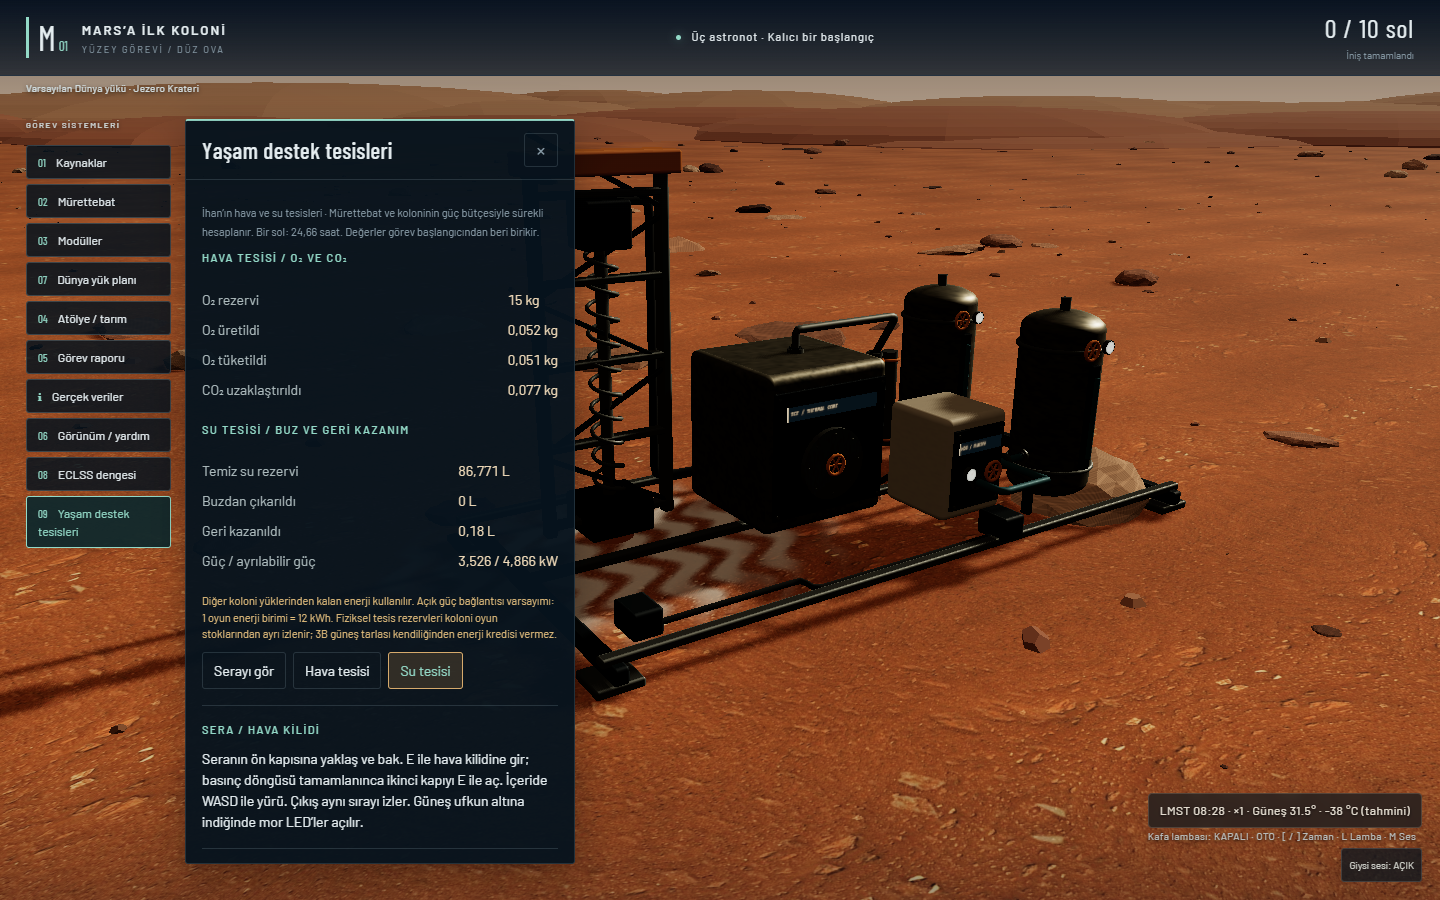 M 01
MARS'A İLK KOLONİ
YÜZEY GÖREVİ / DÜZ OVA
Üç astronot · Kalıcı bir başlangıç
0 / 10 sol
İniş tamamlandı
Varsayılan Dünya yükü · Jezero Krateri
GÖREV SİSTEMLERİ
01 Kaynaklar
02 Mürettebat
03 Modüller
07 Dünya yük planı
04 Atölye / tarım
05 Görev raporu
i Gerçek veriler
06 Görünüm / yardım
08 ECLSS dengesi
09 Yaşam destek
tesisleri
Yaşam destek tesisleri
×
İhan'ın hava ve su tesisleri · Mürettebat ve koloninin güç bütçesiyle sürekli
hesaplanır. Bir sol: 24,66 saat. Değerler görev başlangıcından beri birikir.
HAVA TESİSİ / O₂ VE CO₂
O₂ rezervi 15 kg
O₂ üretildi 0,052 kg
O₂ tüketildi 0,051 kg
CO₂ uzaklaştırıldı 0,077 kg
SU TESİSİ / BUZ VE GERİ KAZANIM
Temiz su rezervi 86,771 L
Buzdan çıkarıldı 0 L
Geri kazanıldı 0,18 L
Güç / ayrılabilir güç 3,526 / 4,866 kW
Diğer koloni yüklerinden kalan enerji kullanılır. Açık güç bağlantısı varsayımı:
1 oyun enerji birimi = 12 kWh. Fiziksel tesis rezervleri koloni oyun
stoklarından ayrı izlenir; 3B güneş tarlası kendiliğinden enerji kredisi vermez.
Serayı gör Hava tesisi Su tesisi
SERA / HAVA KİLİDİ
Seranın ön kapısına yaklaş ve bak. E ile hava kilidine gir;
basınç döngüsü tamamlanınca ikinci kapıyı E ile aç. İçeride
WASD ile yürü. Çıkış aynı sırayı izler. Güneş ufkun altına
indiğinde mor LED'ler açılır.
LMST 08:28 · ×1 · Güneş 31.5° · -38 °C (tahmini)
Kafa lambası: KAPALI · OTO · [ / ] Zaman · L Lamba · M Ses
Giysi sesi: AÇIK